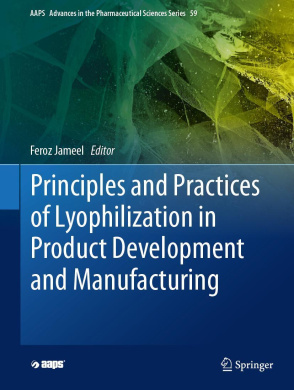 AAPS Advances in the Pharmaceutical Sciences Series 59
Feroz Jameel Editor
Principles and Practices
of Lyophilization in
Product Development
and Manufacturing
aaps
Springer